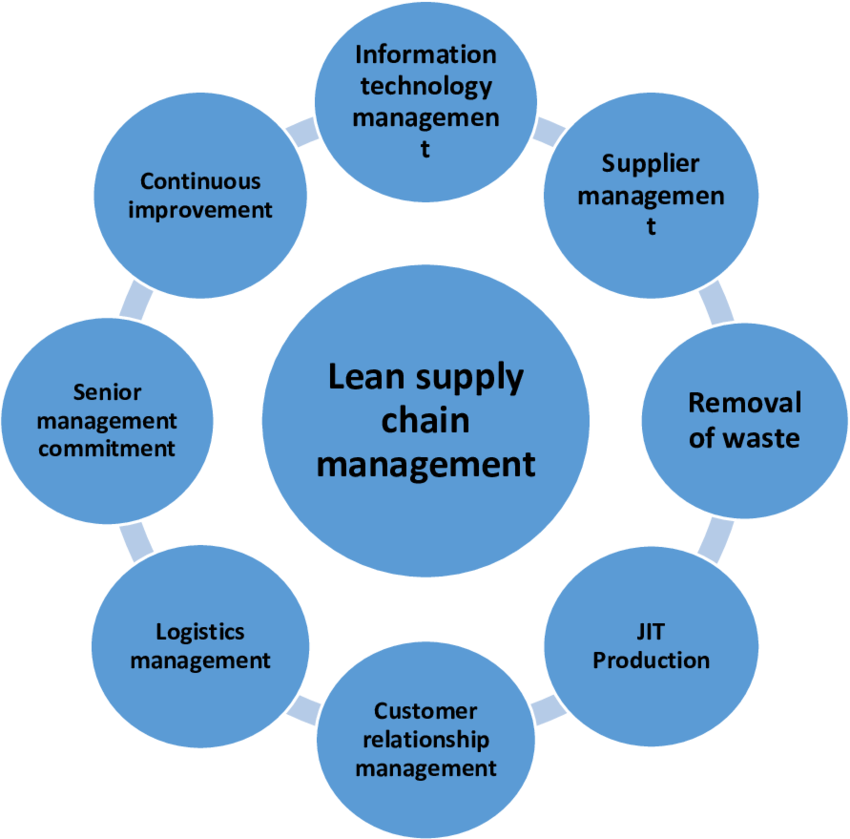 Information
technology
managemen
t
Supplier
managemen
t
Removal
of waste
JIT
Production
Customer
relationship
management
Logistics
management
Senior
management
commitment
Continuous
improvement
Lean supply
chain
management